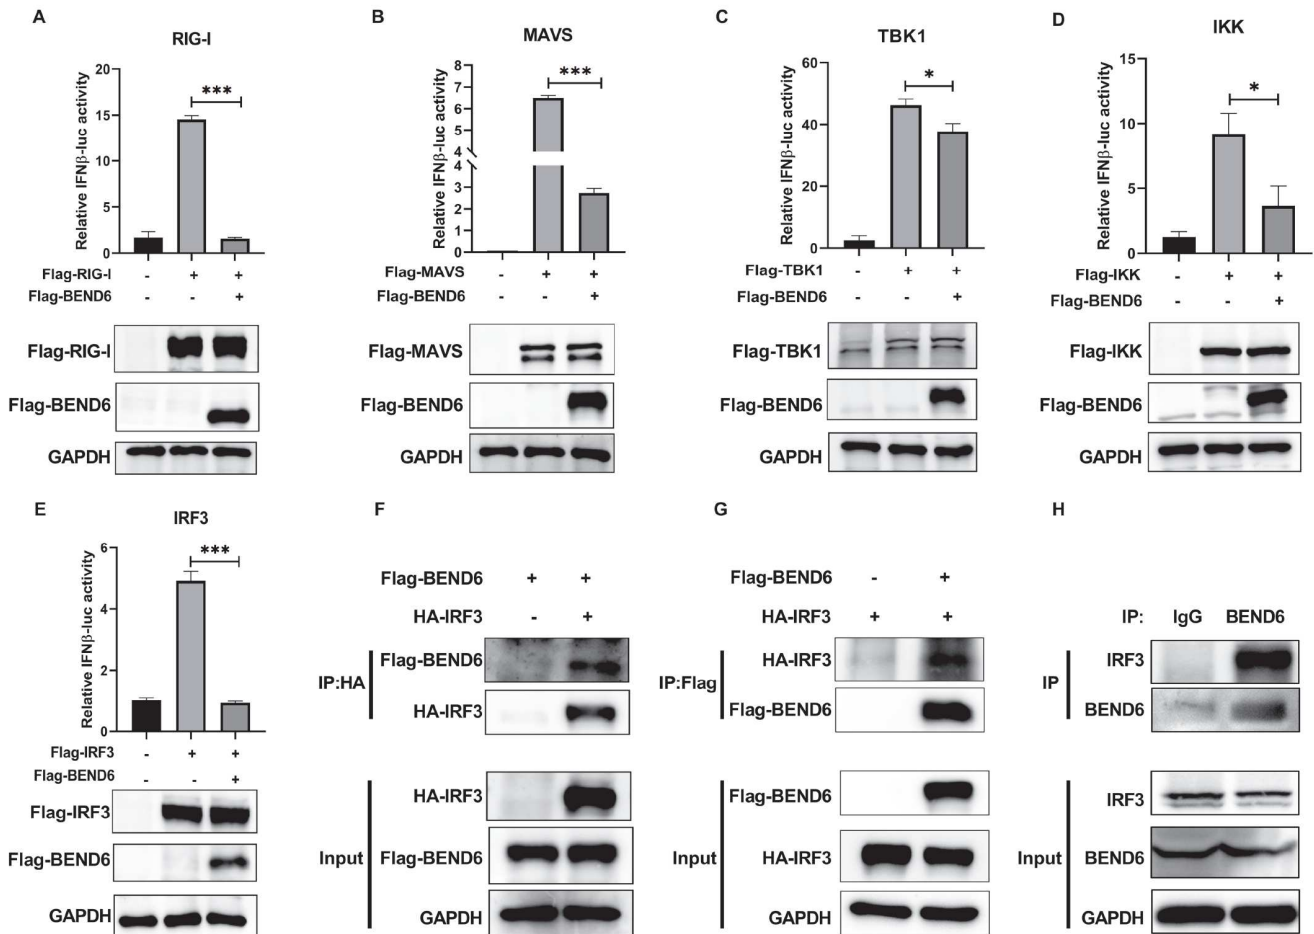 A
RIG-I
Relative IFNβ-luc activity
20
15
10
5
0
***
Flag-RIG-I - + +
Flag-BEND6 - - +
Flag-RIG-I
Flag-BEND6
GAPDH
B
MAVS
Relative IFNβ-luc activity
8
7
6
5
4
4
3
2
1
0
***
Flag-MAVS - + +
Flag-BEND6 - - +
Flag-MAVS
Flag-BEND6
GAPDH
C
TBK1
Relative IFNβ-luc activity
60
40
20
0
*
Flag-TBK1 - + +
Flag-BEND6 - - +
Flag-TBK1
Flag-BEND6
GAPDH
D
IKK
Relative IFNβ-luc activity
15
10
5
0
*
Flag-IKK - + +
Flag-BEND6 - - +
Flag-IKK
Flag-BEND6
GAPDH
E
IRF3
Relative IFNβ-luc activity
6
4
2
0
***
Flag-IRF3 - + +
Flag-BEND6 - - +
Flag-IRF3
Flag-BEND6
GAPDH
F
Flag-BEND6 + +
HA-IRF3 - +
IP:HA
Flag-BEND6
HA-IRF3
Input
HA-IRF3
Flag-BEND6
GAPDH
G
Flag-BEND6 - +
HA-IRF3 + +
IP:Flag
HA-IRF3
Flag-BEND6
Input
Flag-BEND6
HA-IRF3
GAPDH
H
IP: IgG BEND6
IP
IRF3
BEND6
Input
IRF3
BEND6
GAPDH